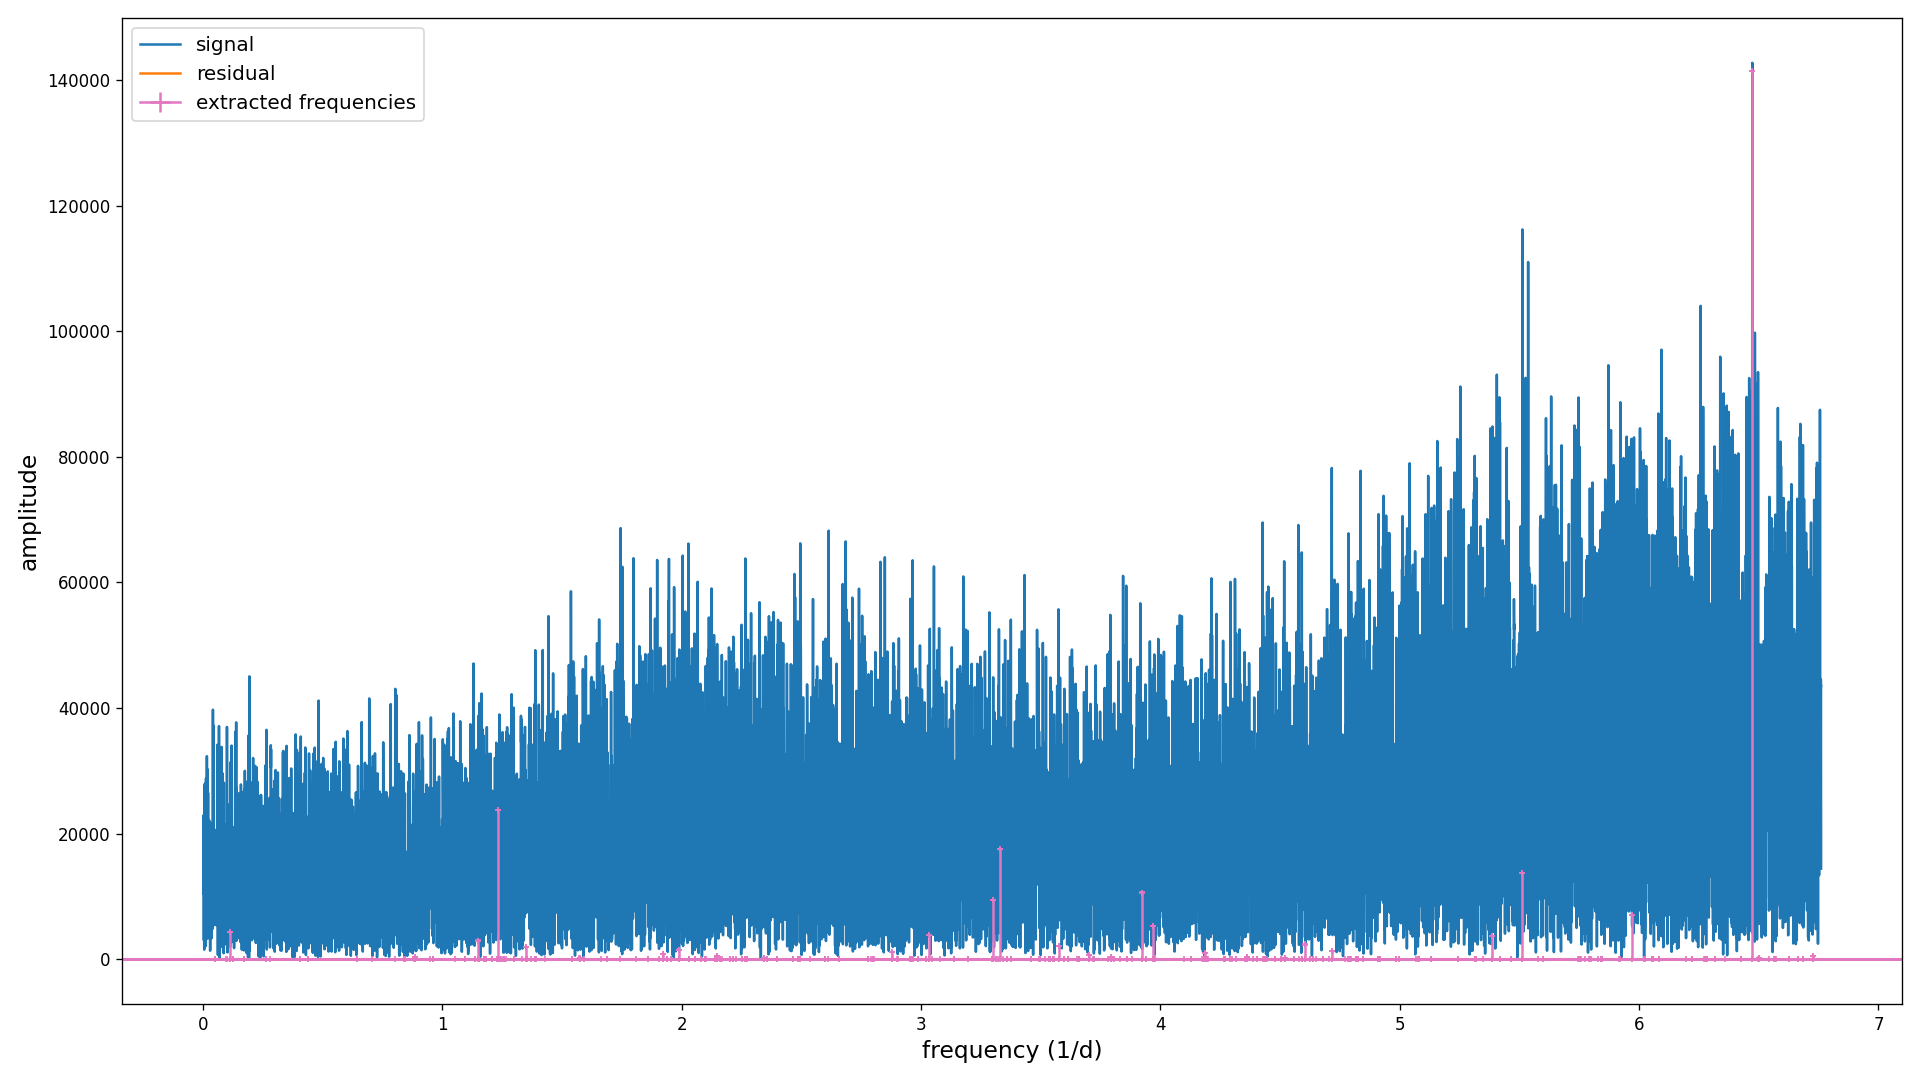 signal
residual
extracted frequencies
140000
120000
100000
80000
60000
40000
20000
0
amplitude
0 1 2 3 4 5 6 7
frequency (1/d)